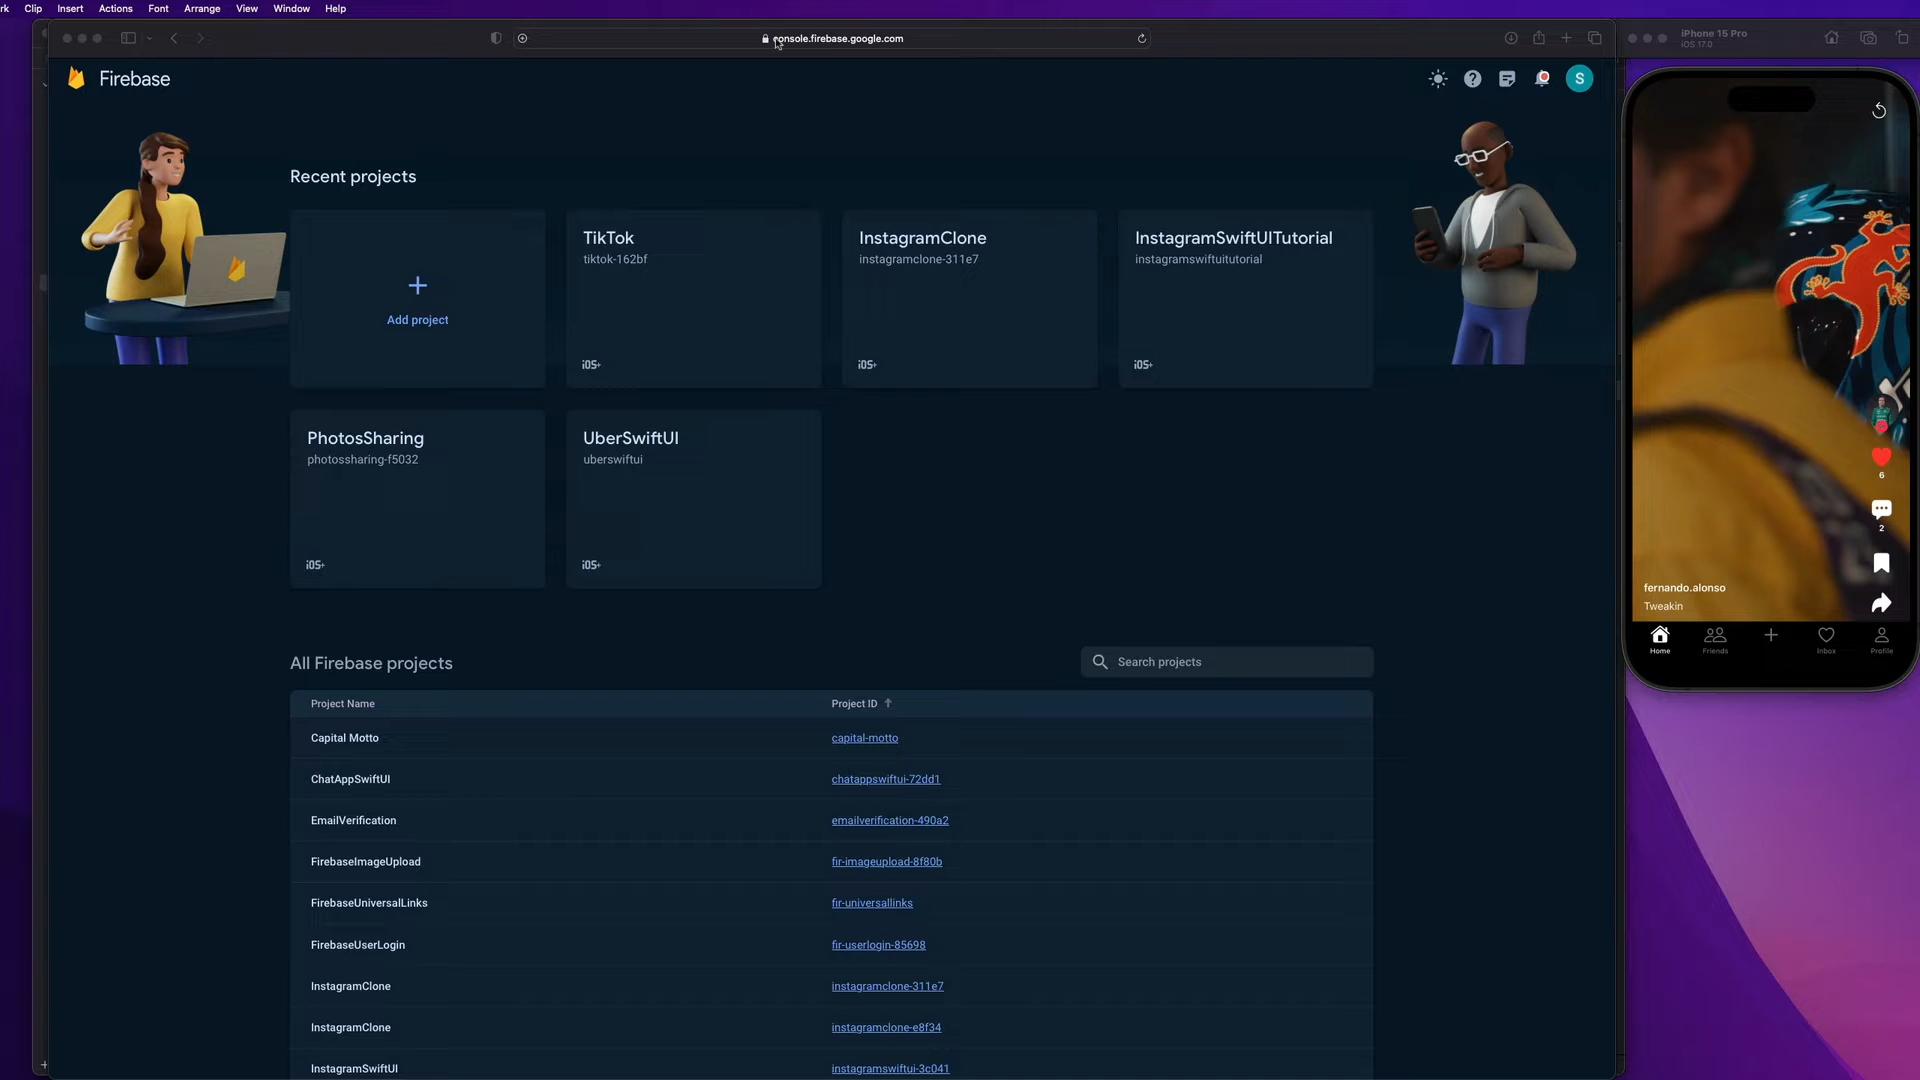 rk Clip Insert Actions Font Arrange View Window Help
console.firebase.google.com
iPhone 15 Pro
iOS 17.0
Firebase
S
Recent projects
Add project
TikTok
tiktok-162bf
iOS+
InstagramClone
instagramclone-311e7
iOS+
InstagramSwiftUITutorial
instagramswiftuitutorial
iOS+
PhotosSharing
photossharing-f5032
iOS+
UberSwiftUI
uberswiftui
iOS+
All Firebase projects
Search projects
Project Name Project ID
Capital Motto capital-motto
ChatAppSwiftUI chatappswiftui-72dd1
EmailVerification emailverification-490a2
FirebaseImageUpload fir-imageupload-8f80b
FirebaseUniversalLinks fir-universallinks
FirebaseUserLogin fir-userlogin-85698
InstagramClone instagramclone-311e7
InstagramClone instagramclone-e8f34
InstagramSwiftUI instagramswiftui-3c041
6
2
fernando.alonso
Tweakin
Home Friends Inbox Profile